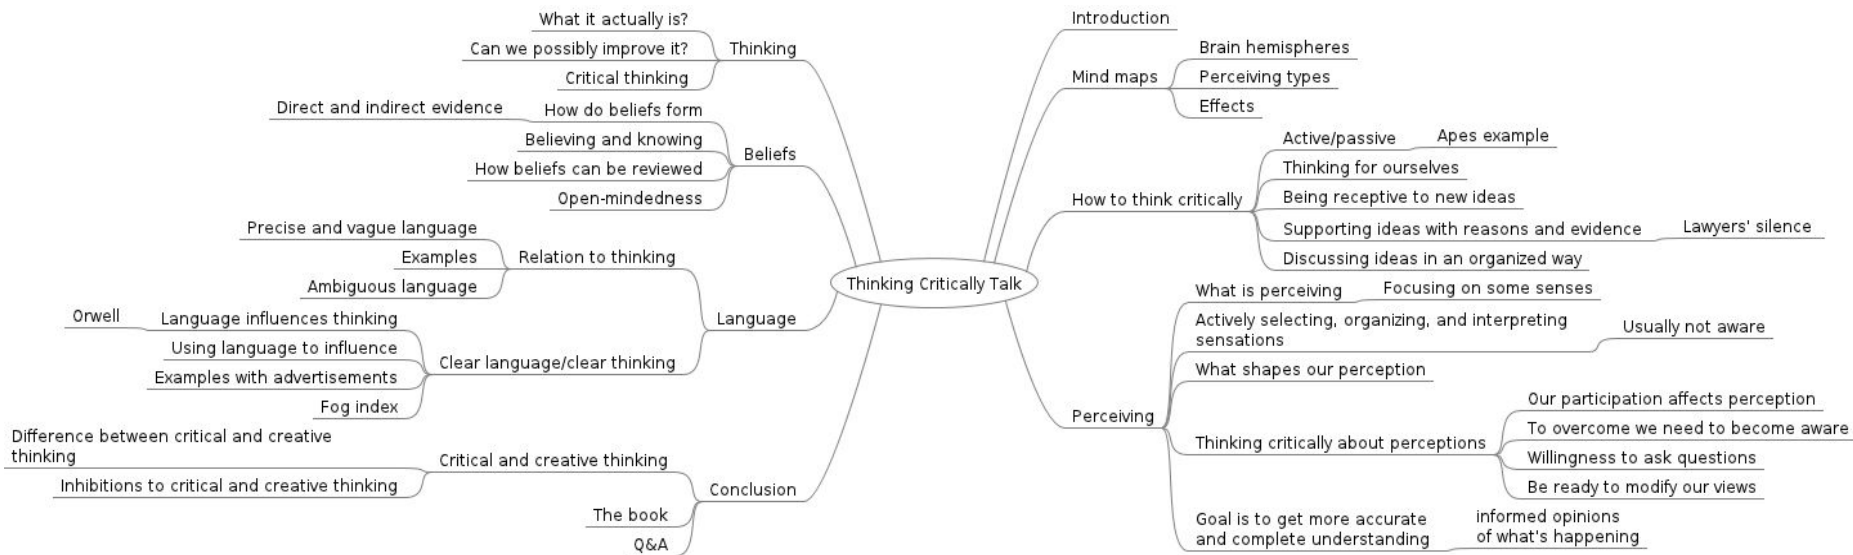 Thinking Critically Talk
Introduction
Mind maps
Brain hemispheres
Perceiving types
Effects
How to think critically
Active/passive
Apes example
Thinking for ourselves
Being receptive to new ideas
Supporting ideas with reasons and evidence
Lawyers' silence
Discussing ideas in an organized way
Perceiving
What is perceiving
Focusing on some senses
Actively selecting, organizing, and interpreting
sensations
Usually not aware
What shapes our perception
Thinking critically about perceptions
Our participation affects perception
To overcome we need to become aware
Willingness to ask questions
Be ready to modify our views
Goal is to get more accurate
and complete understanding
informed opinions
of what's happening
Thinking
What it actually is?
Can we possibly improve it?
Critical thinking
Beliefs
How do beliefs form
Direct and indirect evidence
Believing and knowing
How beliefs can be reviewed
Open-mindedness
Language
Relation to thinking
Precise and vague language
Examples
Ambiguous language
Clear language/clear thinking
Language influences thinking
Orwell
Using language to influence
Examples with advertisements
Fog index
Conclusion
Critical and creative thinking
Difference between critical and creative
thinking
Inhibitions to critical and creative thinking
The book
Q&A